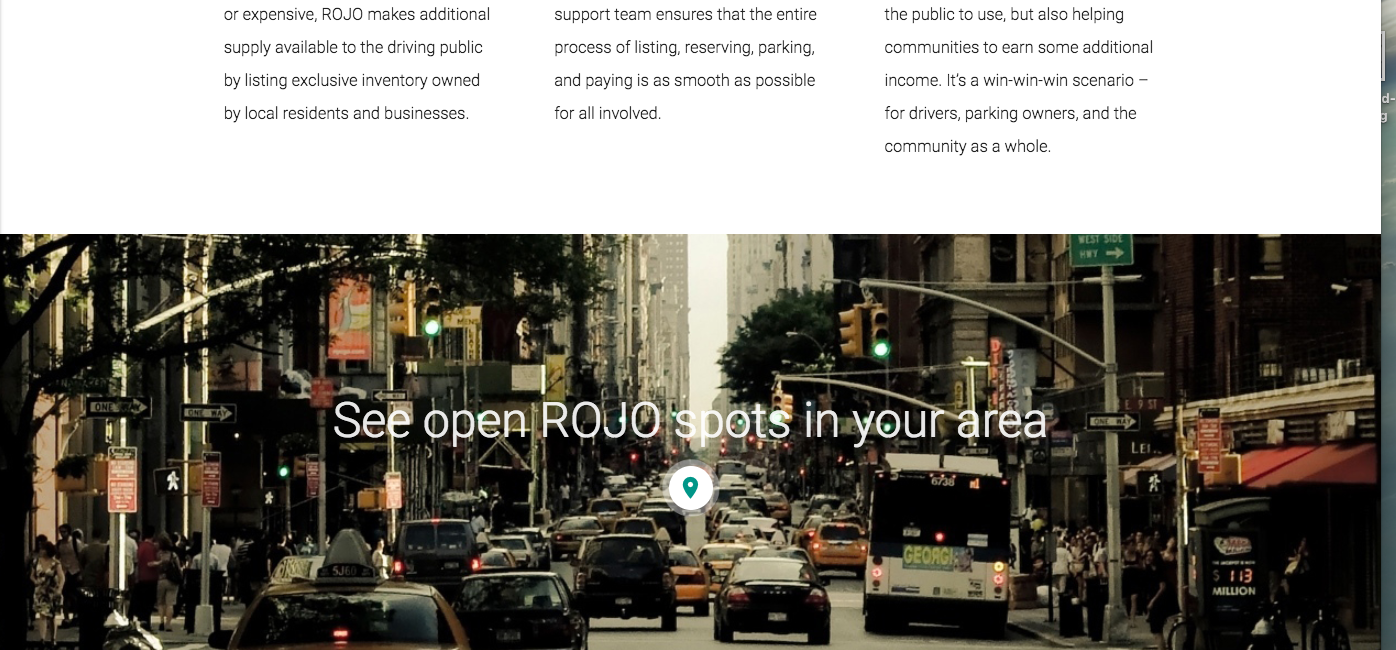 or expensive, ROJO makes additional
supply available to the driving public
by listing exclusive inventory owned
by local residents and businesses.
support team ensures that the entire
process of listing, reserving, parking,
and paying is as smooth as possible
for all involved.
the public to use, but also helping
communities to earn some additional
income. It's a win-win-win scenario –
for drivers, parking owners, and the
community as a whole.
d-
g
WEST SIDE
HWY
ONE WAY
ONE WAY
E 9 ST
ONE WAY
See open ROJO spots in your area
6738
GEORGI
5J60
$ 113
MILLION